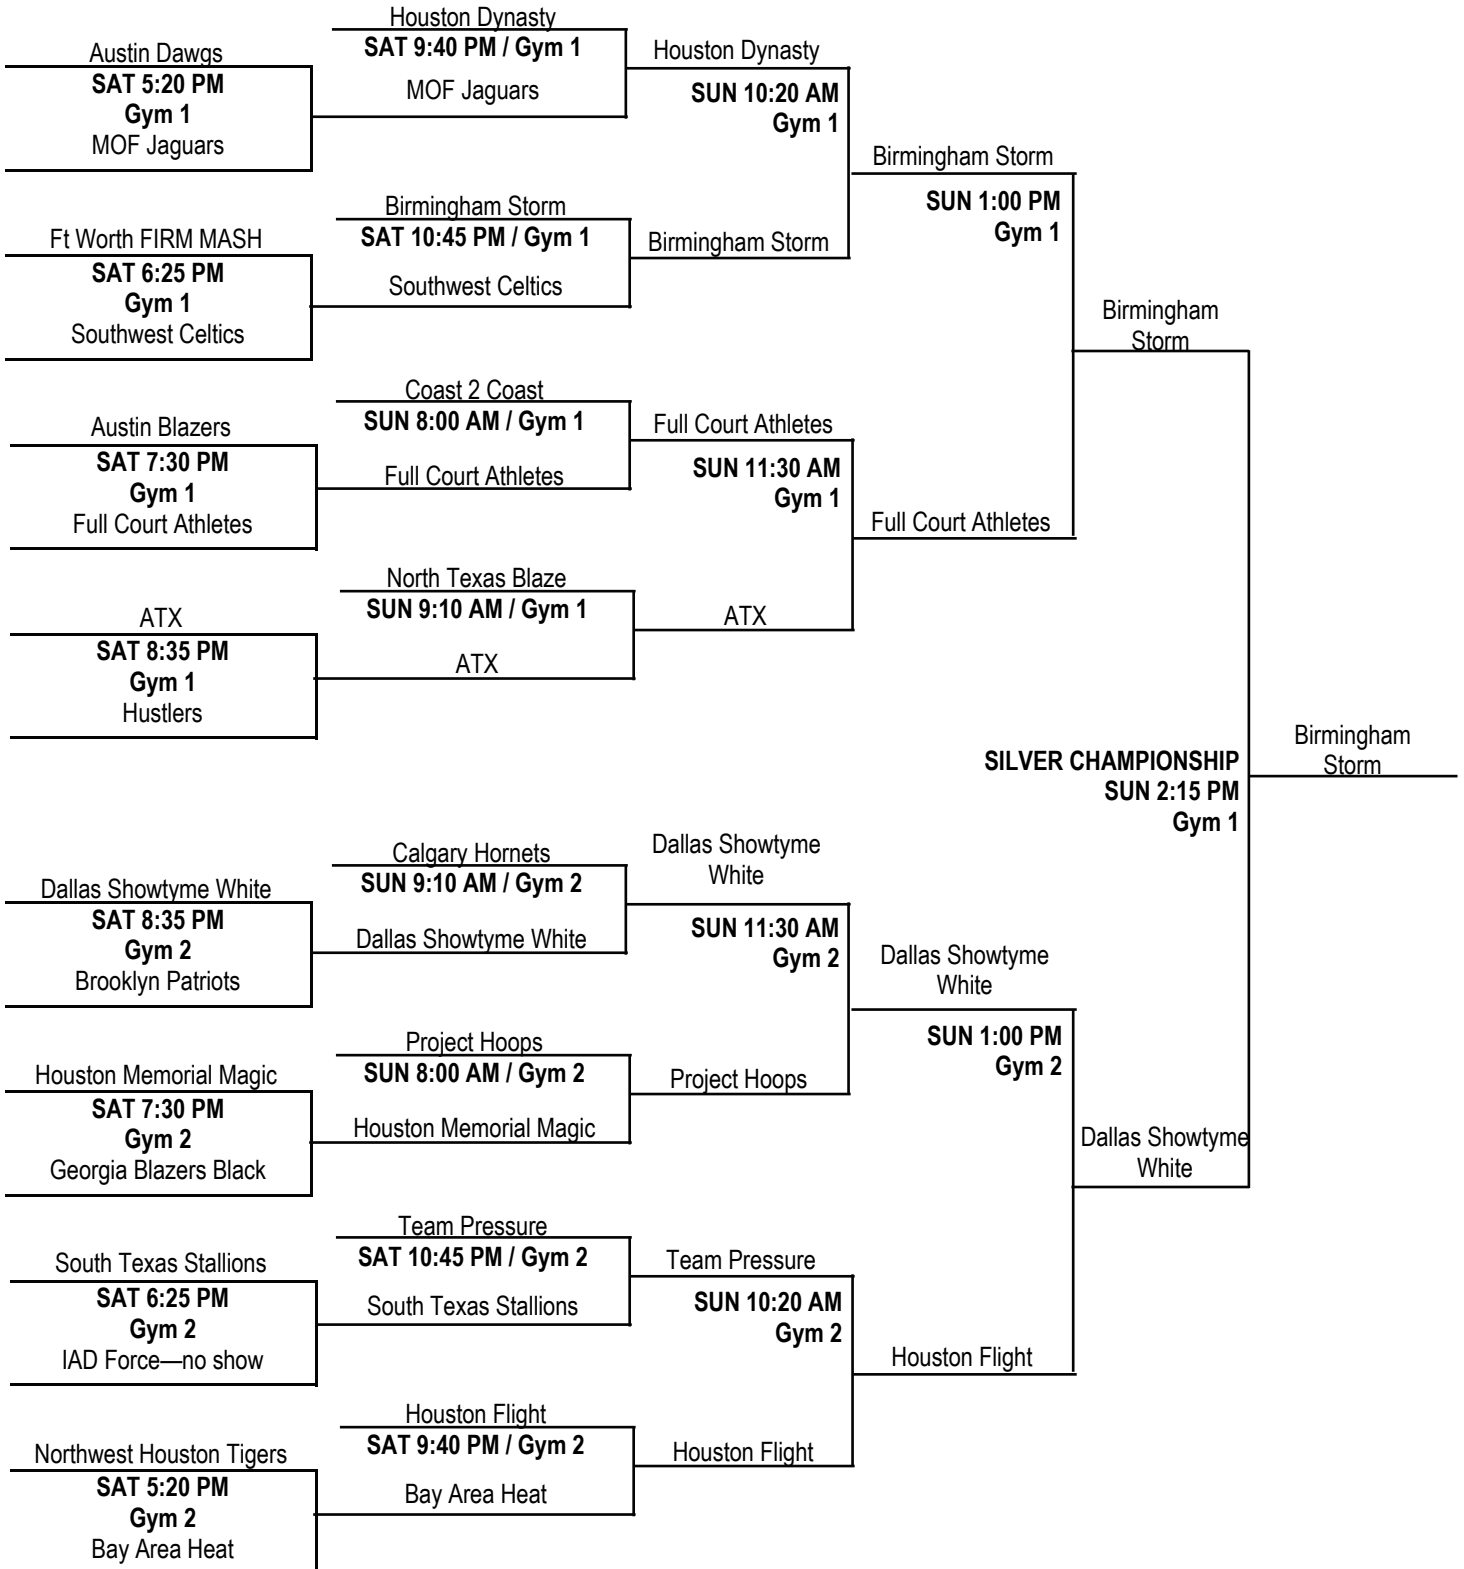 Houston Dynasty
SAT 9:40 PM / Gym 1
MOF Jaguars
Austin Dawgs
SAT 5:20 PM
Gym 1
MOF Jaguars
Houston Dynasty
SUN 10:20 AM
Gym 1
Birmingham Storm
SAT 10:45 PM / Gym 1
Southwest Celtics
Ft Worth FIRM MASH
SAT 6:25 PM
Gym 1
Southwest Celtics
Birmingham Storm
Birmingham Storm
SUN 1:00 PM
Gym 1
Birmingham
Storm
Coast 2 Coast
SUN 8:00 AM / Gym 1
Full Court Athletes
Austin Blazers
SAT 7:30 PM
Gym 1
Full Court Athletes
Full Court Athletes
SUN 11:30 AM
Gym 1
Full Court Athletes
North Texas Blaze
SUN 9:10 AM / Gym 1
ATX
ATX
SAT 8:35 PM
Gym 1
Hustlers
ATX
SILVER CHAMPIONSHIP
SUN 2:15 PM
Gym 1
Birmingham
Storm
Calgary Hornets
SUN 9:10 AM / Gym 2
Dallas Showtyme White
Dallas Showtyme White
SAT 8:35 PM
Gym 2
Brooklyn Patriots
Dallas Showtyme
White
SUN 11:30 AM
Gym 2
Dallas Showtyme
White
SUN 1:00 PM
Gym 2
Project Hoops
SUN 8:00 AM / Gym 2
Houston Memorial Magic
Houston Memorial Magic
SAT 7:30 PM
Gym 2
Georgia Blazers Black
Project Hoops
Dallas Showtyme
White
Team Pressure
SAT 10:45 PM / Gym 2
South Texas Stallions
South Texas Stallions
SAT 6:25 PM
Gym 2
IAD Force—no show
Team Pressure
SUN 10:20 AM
Gym 2
Houston Flight
Houston Flight
SAT 9:40 PM / Gym 2
Bay Area Heat
Northwest Houston Tigers
SAT 5:20 PM
Gym 2
Bay Area Heat
Houston Flight